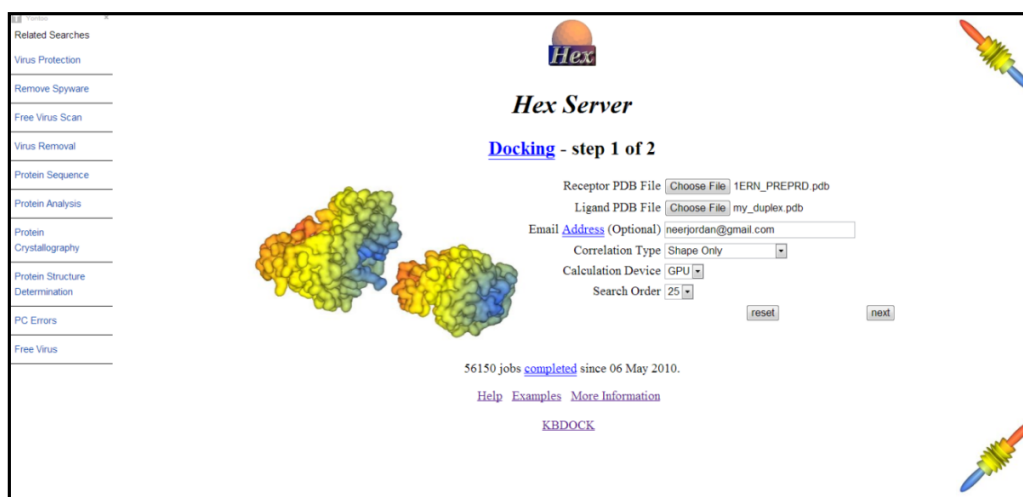 Related Searches
Virus Protection
Remove Spyware
Free Virus Scan
Virus Removal
Protein Sequence
Protein Analysis
Protein
Crystallography
Protein Structure
Determination
PC Errors
Free Virus
Hex
Hex Server
Docking - step 1 of 2
Receptor PDB File Choose File 1ERN_PREPRD.pdb
Ligand PDB File Choose File my_duplex.pdb
Email Address (Optional) neerjordan@gmail.com
Correlation Type Shape Only
Calculation Device GPU
Search Order 25
reset next
56150 jobs completed since 06 May 2010.
Help Examples More Information
KBDOCK